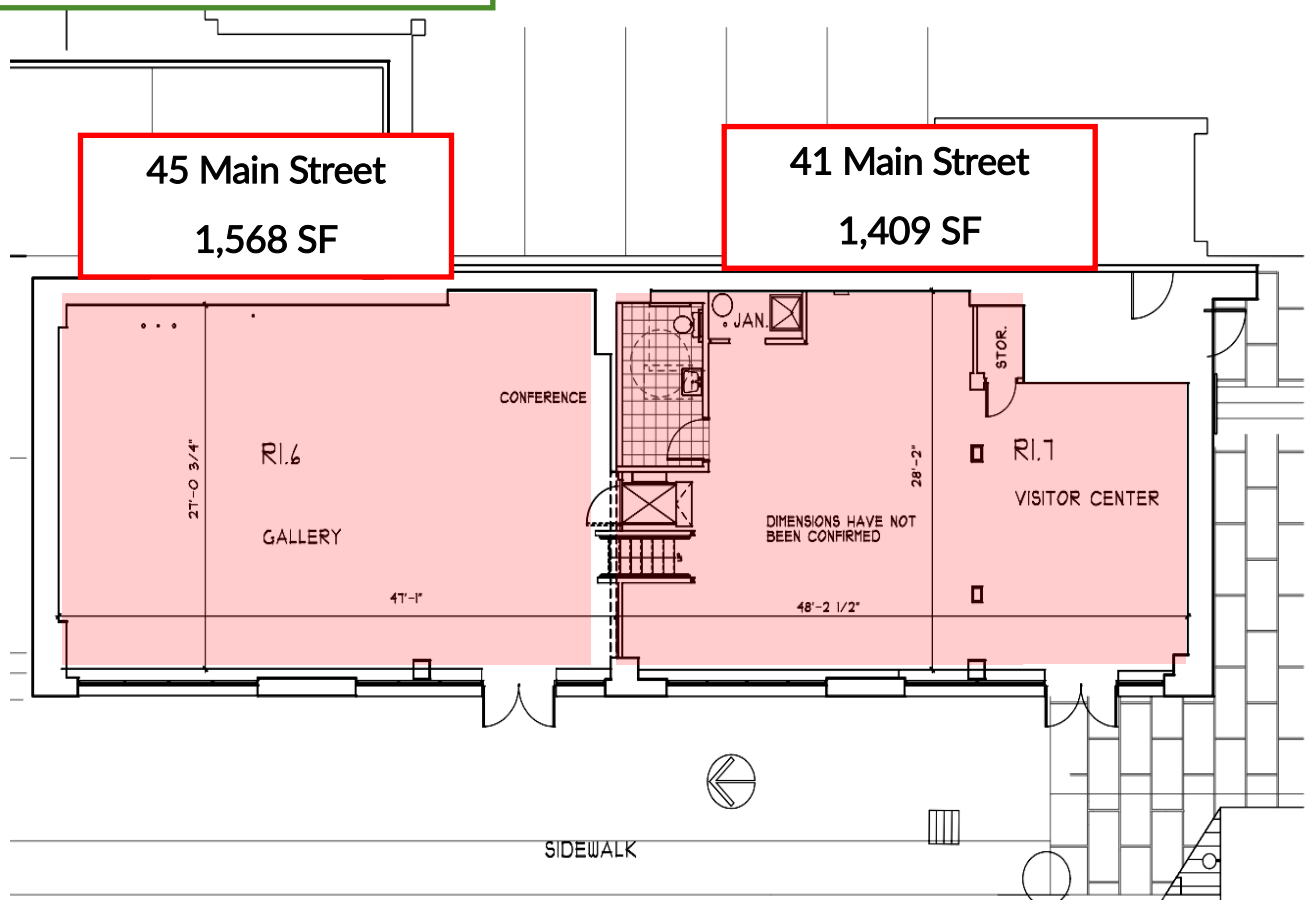 45 Main Street
1,568 SF
41 Main Street
1,409 SF
JAN.
STOR.
CONFERENCE
R1.6
27'-0 3/4"
GALLERY
28'-2"
R1.7
VISITOR CENTER
DIMENSIONS HAVE NOT
BEEN CONFIRMED
47'-1"
48'-2 1/2"
SIDEWALK